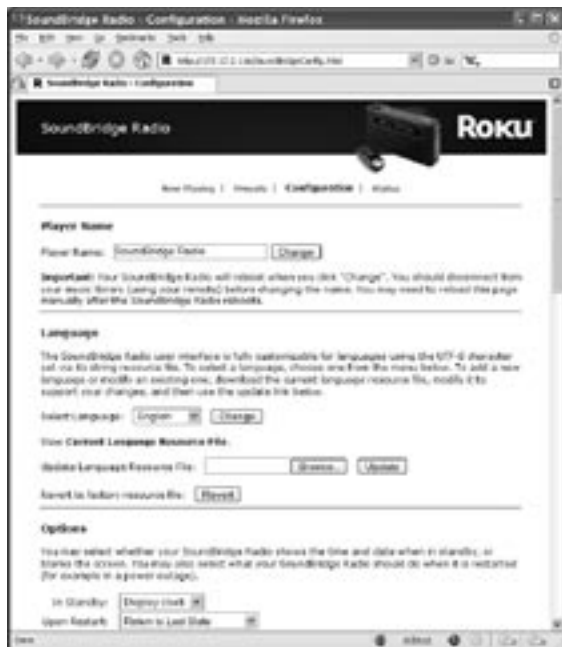 SoundBridge Radio - Configuration - Mozilla Firefox
SoundBridge Radio - Configuration
SoundBridge Radio
ROKU
Now Playing | Presets | Configuration | Status
Player Name
Player Name: SoundBridge Radio Change
Important: Your SoundBridge Radio will reboot when you click "Change". You should disconnect from
your music library (using your remote) before changing the name. You may need to reload this page
manually after the SoundBridge Radio reboots.
Language
The SoundBridge Radio user interface is fully customizable for languages using the UTF-8 character
set via its string resource file. To select a language, choose one from the menu below. To add a new
language or modify an existing one, download the current language resource file, modify it to
support your changes, and then use the update link below.
Select Language: English Change
View Current Language Resource File.
Update Language Resource File: Browse... Update
Revert to factory resource file: Revert
Options
You may select whether your SoundBridge Radio shows the time and date when in standby, or
blanks the screen. You may also select what your SoundBridge Radio should do when it is restarted
(for example in a power outage).
In Standby: Display clock
Upon Restart: Return to Last State
Done